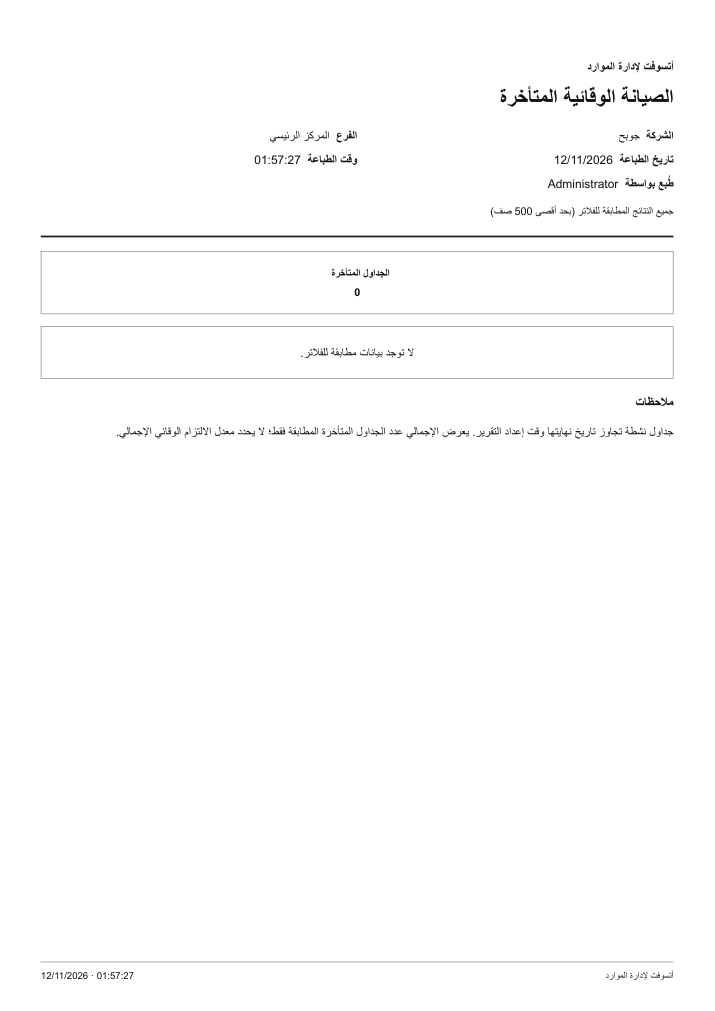 أتسوفت لإدارة الموارد
الصيانة الوقائية المتأخرة
الشركة جوبح
الفرع المركز الرئيسي
تاريخ الطباعة 12/11/2026
وقت الطباعة 01:57:27
طُبع بواسطة Administrator
جميع النتائج المطابقة للفلاتر (بحد أقصى 500 صف)
الجداول المتأخرة
0
لا توجد بيانات مطابقة للفلاتر.
ملاحظات
جداول نشطة تجاوز تاريخ نهايتها وقت إعداد التقرير. يعرض الإجمالي عدد الجداول المتأخرة المطابقة فقط؛ لا يحدد معدل الالتزام الوقائي الإجمالي.
أتسوفت لإدارة الموارد
12/11/2026 · 01:57:27